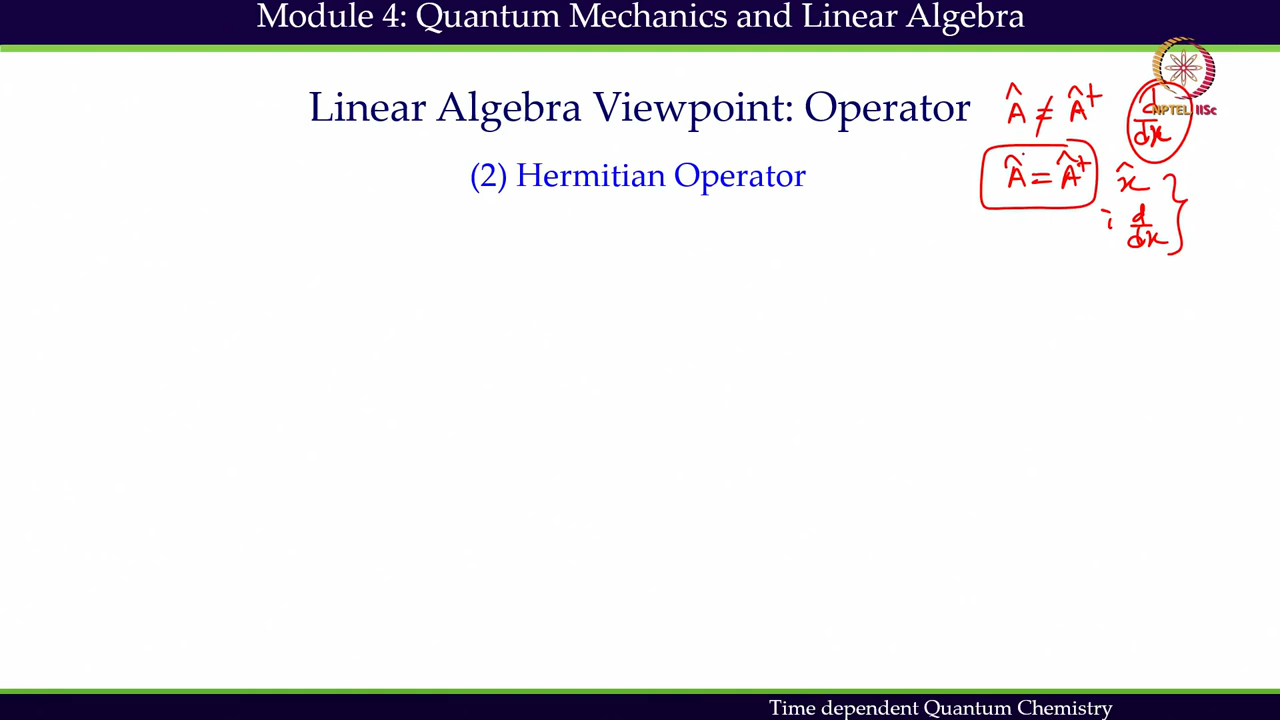 Module 4: Quantum Mechanics and Linear Algebra
Linear Algebra Viewpoint: Operator
Â ≠ Â†
d/dx
NPTEL IISc
(2) Hermitian Operator
Â = Â†
x̂
i d/dx
Time dependent Quantum Chemistry